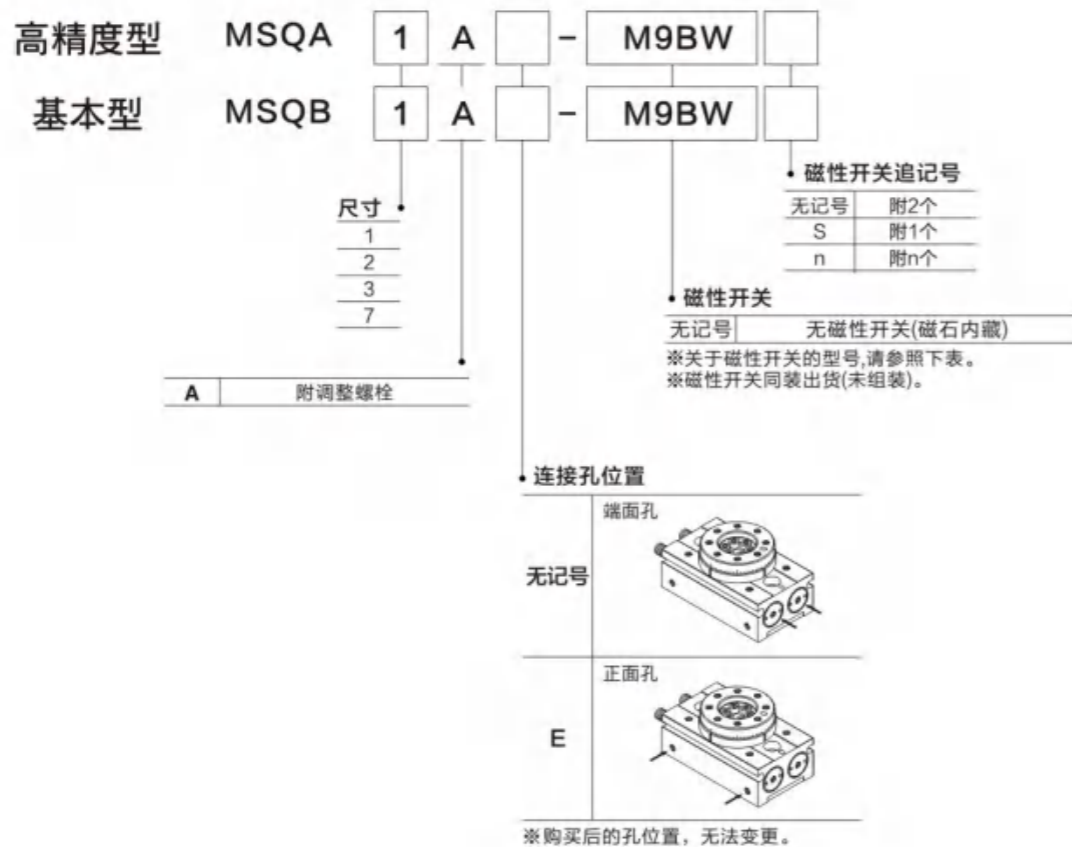 高精度型 MSQA 1 A - M9BW
基本型 MSQB 1 A - M9BW
磁性开关追记号
无记号 附2个
S 附1个
n 附n个
尺寸
1
2
3
7
磁性开关
无记号 无磁性开关(磁石内藏)
※关于磁性开关的型号,请参照下表。
※磁性开关同装出货(未组装)。
A 附调整螺栓
连接孔位置
无记号 端面孔
E 正面孔
※购买后的孔位置，无法变更。